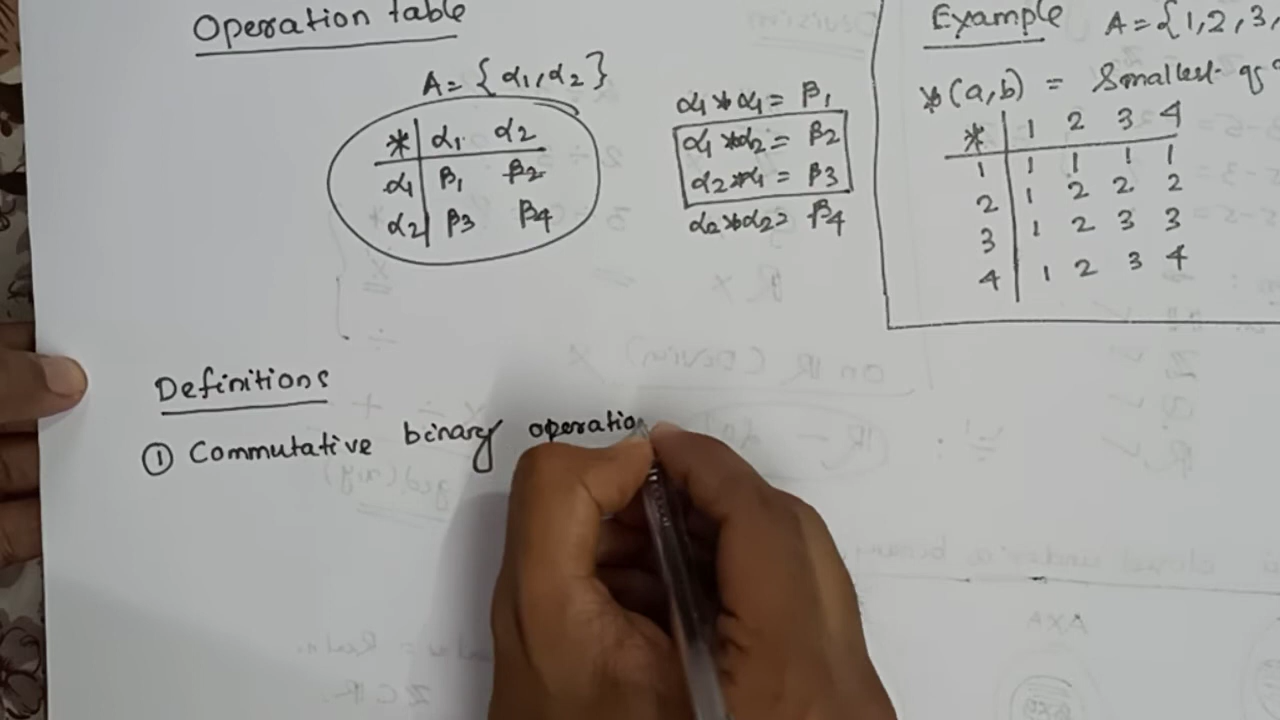 Operation table
A = {α1, α2}
* | α1 α2
α1 | β1 β2
α2 | β3 β4
α1 * α1 = β1
α1 * α2 = β2
α2 * α1 = β3
α2 * α2 = β4
Example A = {1, 2, 3,
*(a, b) = Smallest of
* | 1 2 3 4
1 | 1 1 1 1
2 | 1 2 2 2
3 | 1 2 3 3
4 | 1 2 3 4
Definitions
① Commutative binary operatio